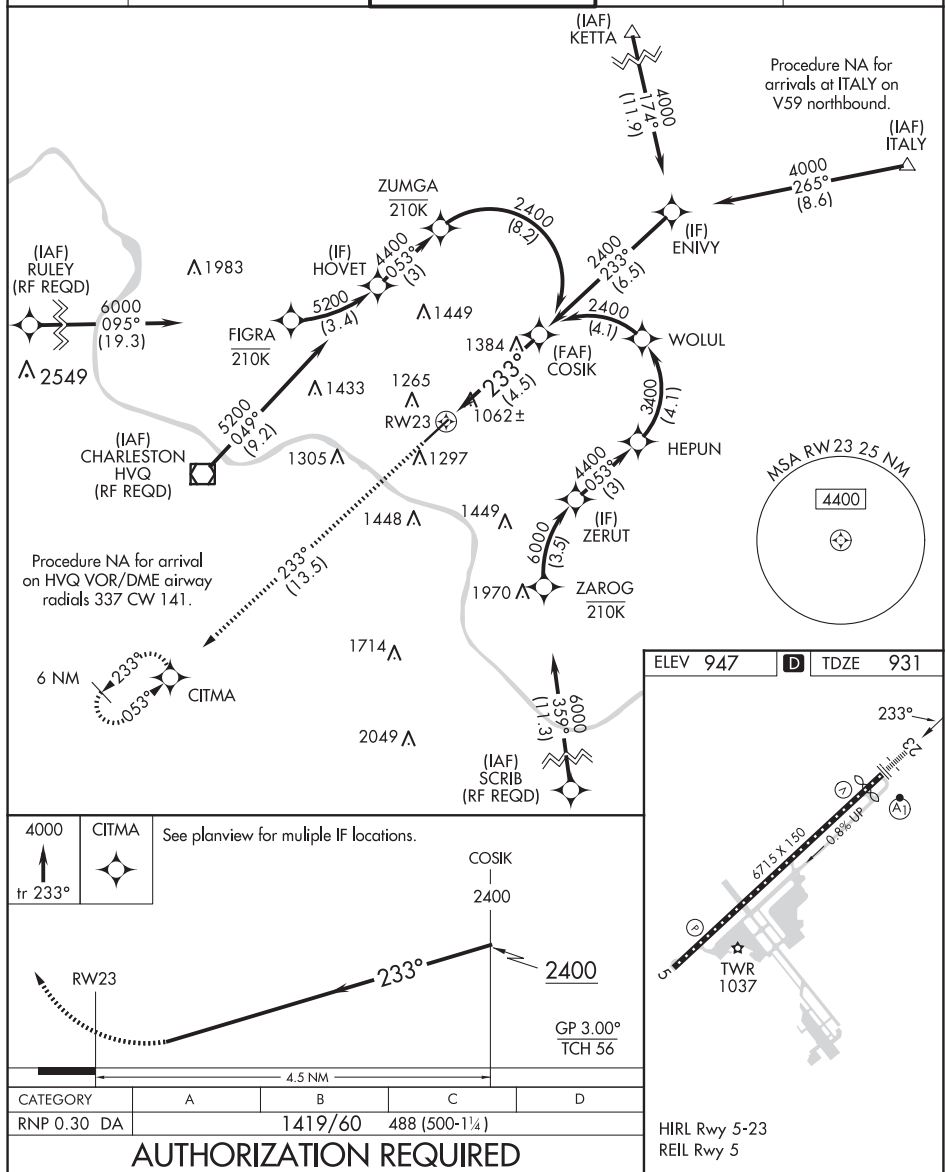 (IAF)
KETTA
4000
174°
(11.9)
Procedure NA for
arrivals at ITALY on
V59 northbound.
(IAF)
ITALY
4000
265°
(8.6)
ZUMGA
210K
2400
(8.2)
(IF)
ENIVY
2400
233°
(6.5)
(IAF)
RULEY
(RF REQD)
6000
095°
(19.3)
2549
1983
(IF)
HOVET
4400
053°
(3)
5200
(3.4)
FIGRA
210K
1449
1384
(FAF)
COSIK
2400
(4.1)
WOLUL
233°
(4.5)
1433
1265
1062±
RW23
3400
(4.1)
HEPUN
5200
049°
(9.2)
(IAF)
CHARLESTON
HVQ
(RF REQD)
1305
1297
4400
053°
(3)
(IF)
ZERUT
1448
1449
6000
(3.5)
1970
ZAROG
210K
MSA RW 23 25 NM
4400
Procedure NA for arrival
on HVQ VOR/DME airway
radials 337 CW 141.
233°
(13.5)
6 NM
233°
053°
CITMA
1714
2049
6000
359°
(11.3)
(IAF)
SCRIB
(RF REQD)
ELEV 947 D TDZE 931
233°
23
V
A1
0.8% UP
6715 X 150
P
5
TWR
1037
HIRL Rwy 5-23
REIL Rwy 5
4000
tr 233°
CITMA
See planview for muliple IF locations.
COSIK
2400
RW23
233°
2400
GP 3.00°
TCH 56
4.5 NM
CATEGORY A B C D
RNP 0.30 DA 1419/60 488 (500-1¼)
AUTHORIZATION REQUIRED